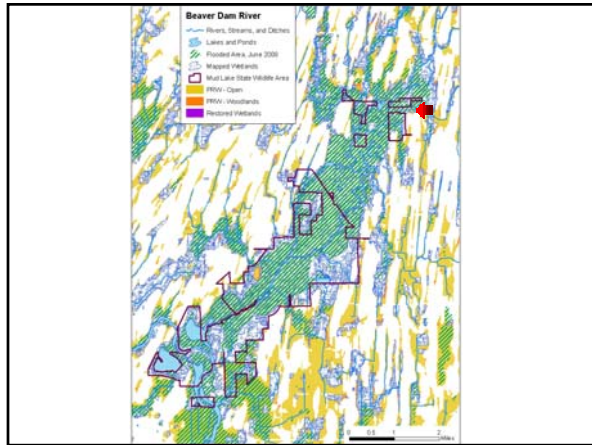 Beaver Dam River
Rivers, Streams, and Ditches
Lakes and Ponds
Flooded Area, June 2008
Mapped Wetlands
Mud Lake State Wildlife Area
PRW - Open
PRW - Woodlands
Restored Wetlands
0 0.5 1 2
Miles